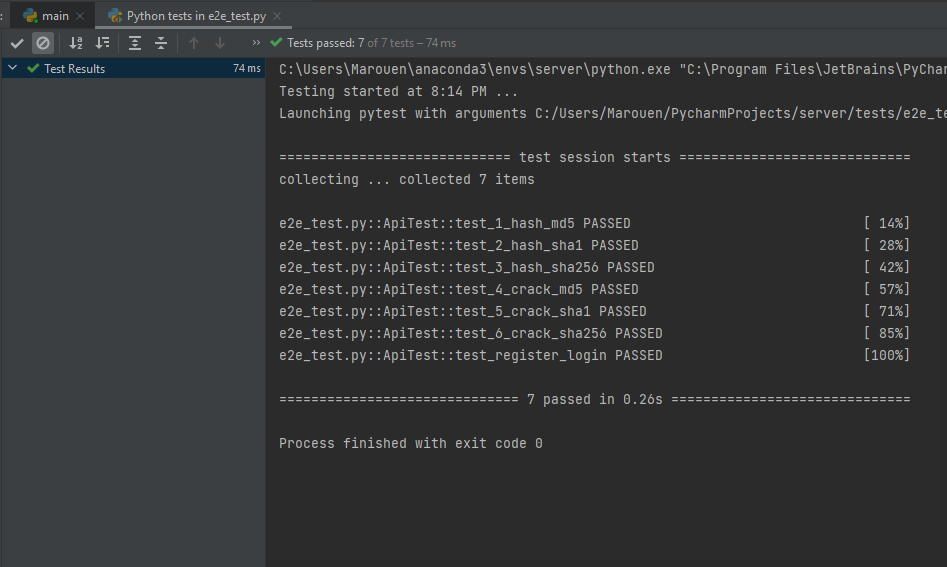 main
Python tests in e2e_test.py
Tests passed: 7 of 7 tests – 74 ms
Test Results 74 ms
C:\Users\Marouen\anaconda3\envs\server\python.exe "C:\Program Files\JetBrains\PyChar
Testing started at 8:14 PM ...
Launching pytest with arguments C:/Users/Marouen/PycharmProjects/server/tests/e2e_te
============================= test session starts =============================
collecting ... collected 7 items
e2e_test.py::ApiTest::test_1_hash_md5 PASSED [ 14%]
e2e_test.py::ApiTest::test_2_hash_sha1 PASSED [ 28%]
e2e_test.py::ApiTest::test_3_hash_sha256 PASSED [ 42%]
e2e_test.py::ApiTest::test_4_crack_md5 PASSED [ 57%]
e2e_test.py::ApiTest::test_5_crack_sha1 PASSED [ 71%]
e2e_test.py::ApiTest::test_6_crack_sha256 PASSED [ 85%]
e2e_test.py::ApiTest::test_register_login PASSED [100%]
============================== 7 passed in 0.26s ==============================
Process finished with exit code 0